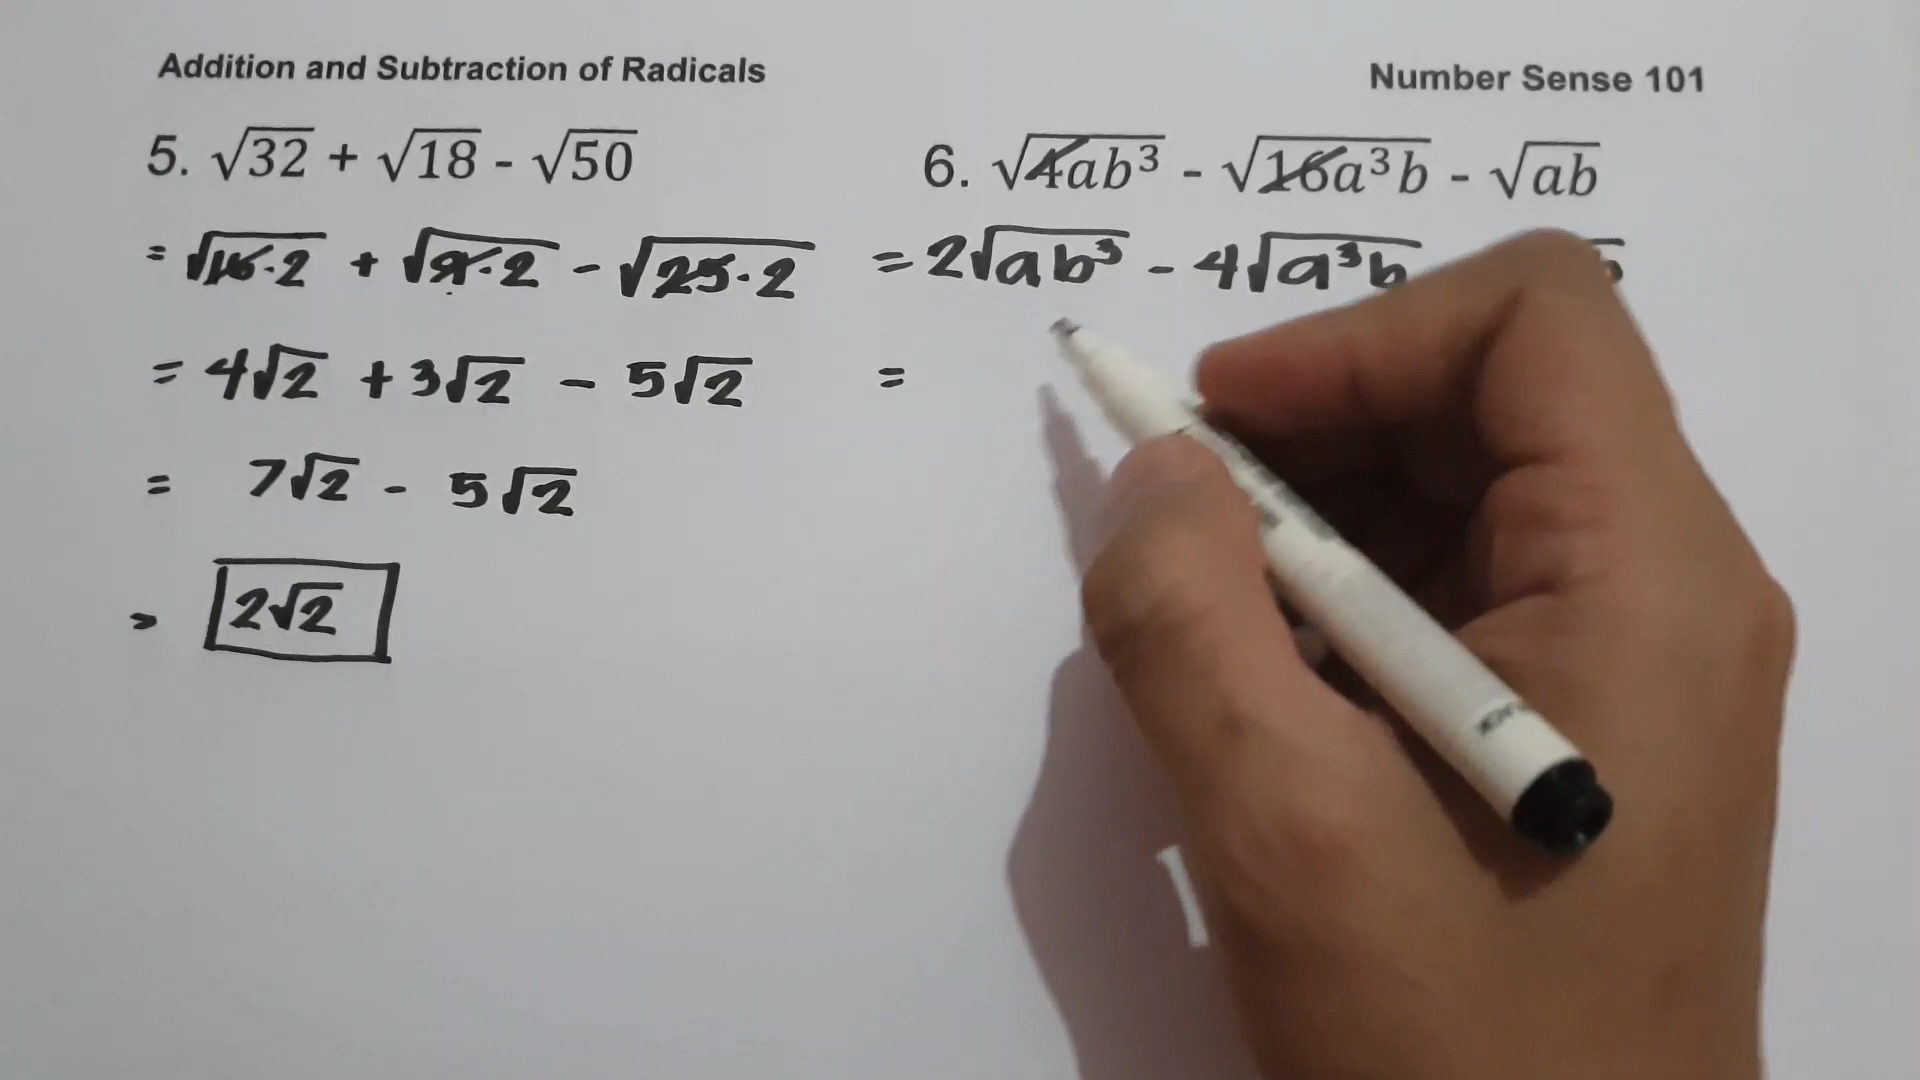 Addition and Subtraction of Radicals
Number Sense 101
5. √32 + √18 - √50
= √16·2 + √9·2 - √25·2
= 4√2 + 3√2 - 5√2
= 7√2 - 5√2
= 2√2
6. √4ab³ - √16a³b - √ab
= 2√ab³ - 4√a³b
=